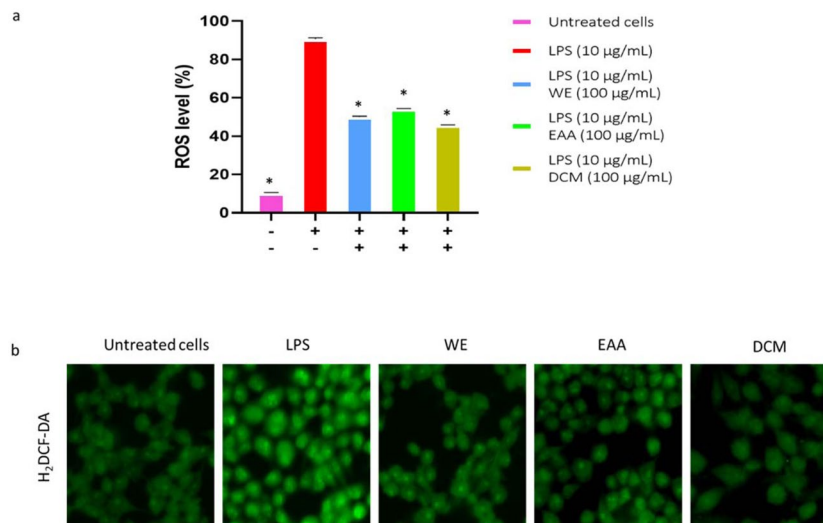 a
ROS level (%)
100
80
60
40
20
0
*
*
*
*
- + + + +
- - + + +
Untreated cells
LPS (10 µg/mL)
LPS (10 µg/mL)
WE (100 µg/mL)
LPS (10 µg/mL)
EAA (100 µg/mL)
LPS (10 µg/mL)
DCM (100 µg/mL)
b
Untreated cells LPS WE EAA DCM
H₂DCF-DA